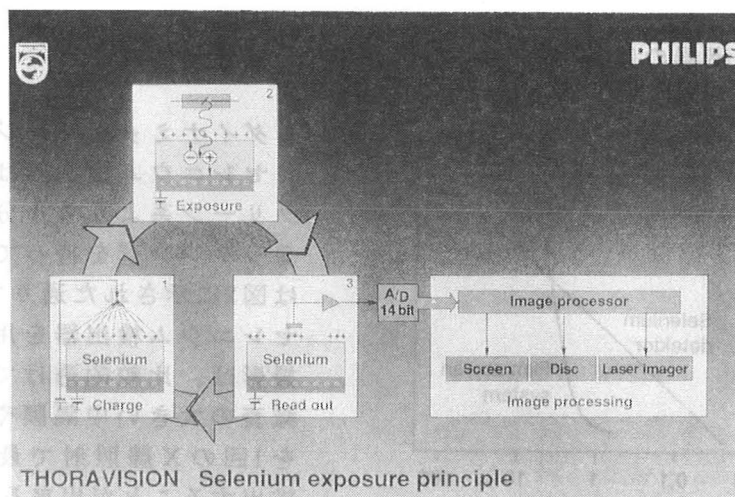 PHILIPS
2
Exposure
1
Selenium
Charge
3
Selenium
Read out
A/D
14 bit
Image processor
Screen
Disc
Laser imager
Image processing
THORAVISION Selenium exposure principle